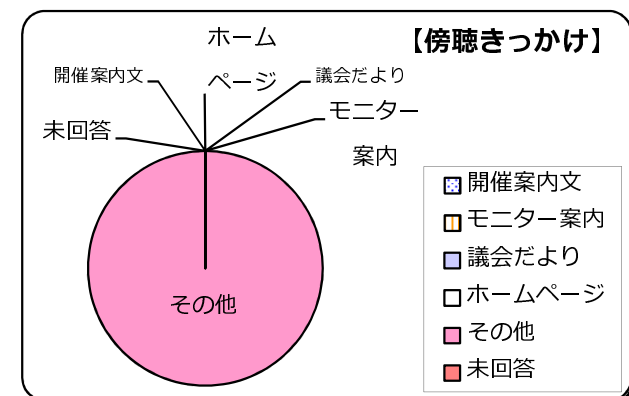 【傍聴きっかけ】
ホーム
ページ
開催案内文
議会だより
モニター
案内
未回答
その他
開催案内文
モニター案内
議会だより
ホームページ
その他
未回答